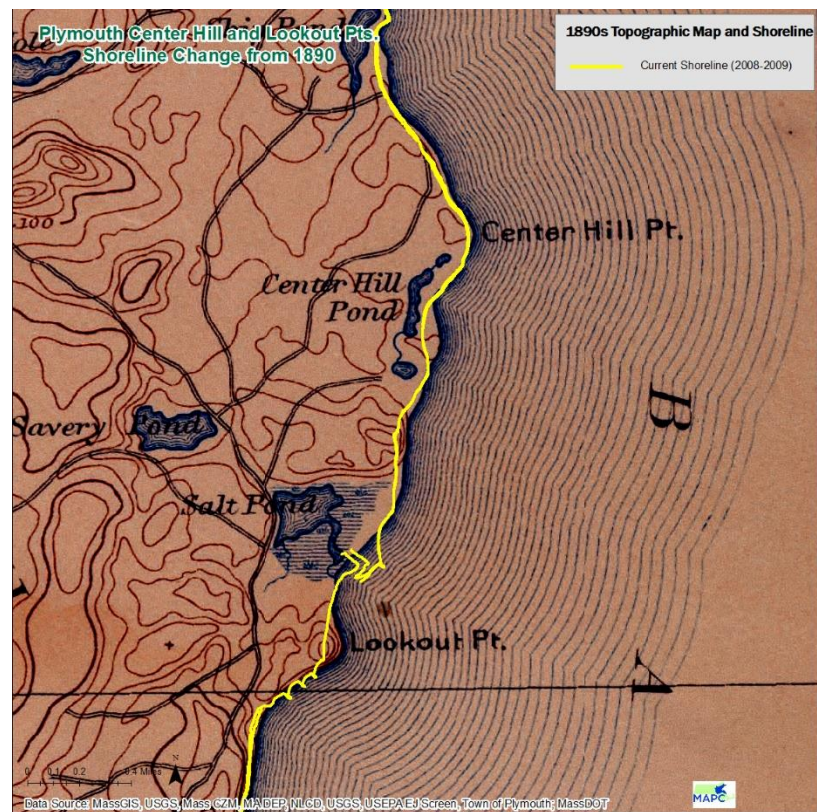 Ship Pond
Plymouth Center Hill and Lookout Pts.
Shoreline Change from 1890
1890s Topographic Map and Shoreline
Current Shoreline (2008-2009)
Hole
100
Center Hill Pt.
Center Hill
Pond
B
Savery Pond
Salt Pond
Lookout Pt.
A
N
0 0.1 0.2 0.4 Miles
Data Source: MassGIS, USGS, Mass CZM, MA DEP, NLCD, USGS, USEPA EJ Screen, Town of Plymouth; MassDOT
MAPC